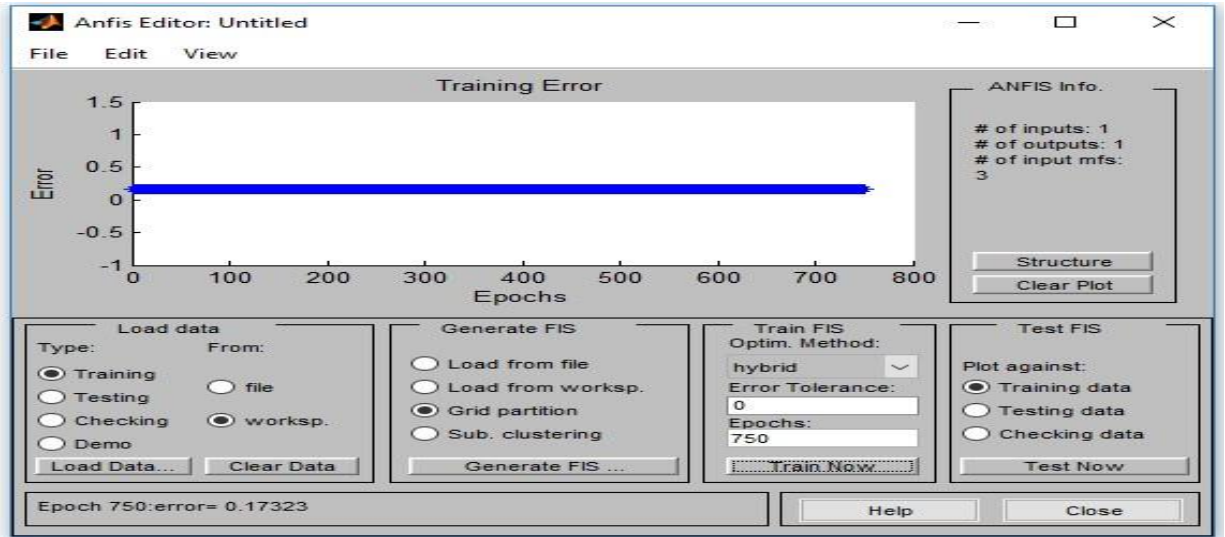 Anfis Editor: Untitled
File Edit View
Training Error
1.5
1
0.5
0
-0.5
-1
Error
0 100 200 300 400 500 600 700 800
Epochs
ANFIS Info.
# of inputs: 1
# of outputs: 1
# of input mfs:
3
Structure
Clear Plot
Load data
Type: From:
Training
Testing
Checking
Demo
file
worksp.
Load Data...
Clear Data
Generate FIS
Load from file
Load from worksp.
Grid partition
Sub. clustering
Generate FIS ...
Train FIS
Optim. Method:
hybrid
Error Tolerance:
0
Epochs:
750
Train Now
Test FIS
Plot against:
Training data
Testing data
Checking data
Test Now
Epoch 750:error= 0.17323
Help
Close